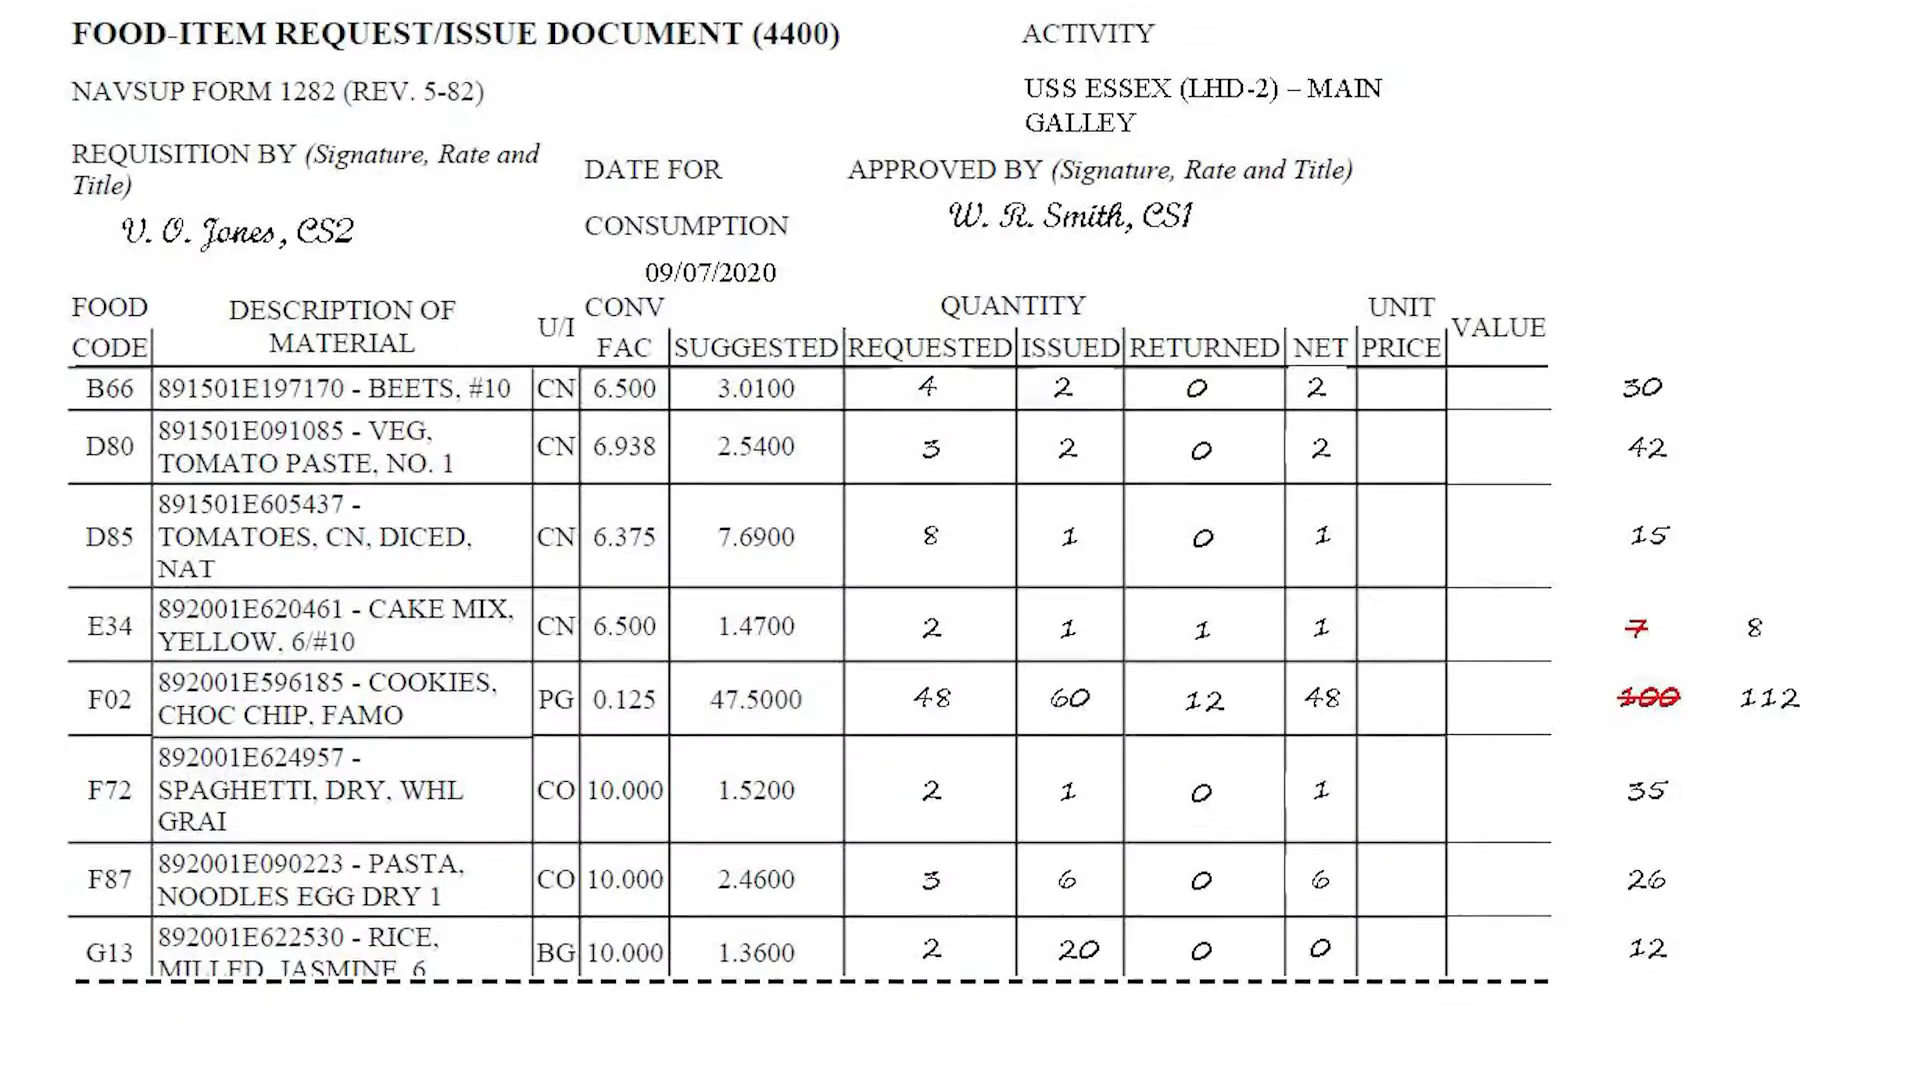 FOOD-ITEM REQUEST/ISSUE DOCUMENT (4400)
ACTIVITY
NAVSUP FORM 1282 (REV. 5-82)
USS ESSEX (LHD-2) – MAIN
GALLEY
REQUISITION BY (Signature, Rate and
Title)
V. O. Jones, CS2
DATE FOR
CONSUMPTION
09/07/2020
APPROVED BY (Signature, Rate and Title)
W. R. Smith, CS1
FOOD CODE DESCRIPTION OF MATERIAL U/I CONV FAC QUANTITY UNIT PRICE VALUE
SUGGESTED REQUESTED ISSUED RETURNED NET
B66 891501E197170 - BEETS, #10 CN 6.500 3.0100 4 2 0 2 30
891501E091085 - VEG,
D80 TOMATO PASTE, NO. 1 CN 6.938 2.5400 3 2 0 2 42
891501E605437 -
D85 TOMATOES, CN, DICED, CN 6.375 7.6900 8 1 0 1 15
NAT
892001E620461 - CAKE MIX,
E34 YELLOW, 6/#10 CN 6.500 1.4700 2 1 1 1 7 8
892001E596185 - COOKIES,
F02 CHOC CHIP, FAMO PG 0.125 47.5000 48 60 12 48 100 112
892001E624957 -
F72 SPAGHETTI, DRY, WHL CO 10.000 1.5200 2 1 0 1 35
GRAI
892001E090223 - PASTA,
F87 NOODLES EGG DRY 1 CO 10.000 2.4600 3 6 0 6 26
892001E622530 - RICE,
G13 MILLED, JASMINE, 6 BG 10.000 1.3600 2 20 0 0 12